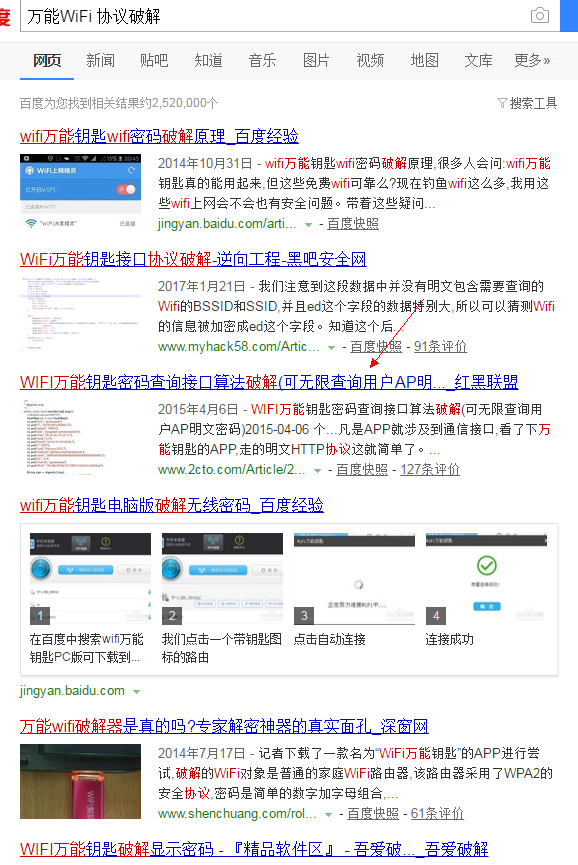 度
万能WiFi 协议破解
网页 新闻 贴吧 知道 音乐 图片 视频 地图 文库 更多»
百度为您找到相关结果约2,520,000个 搜索工具
wifi万能钥匙wifi密码破解原理_百度经验
2014年10月31日 - wifi万能钥匙wifi密码破解原理,很多人会问:wifi万能
钥匙真的能用起来,但这些免费wifi可靠么?现在钓鱼wifi这么多,我用这
些wifi上网会不会也有安全问题。带着这些疑问...
jingyan.baidu.com/arti... - 百度快照
WiFi万能钥匙接口协议破解-逆向工程-黑吧安全网
2017年1月21日 - 我们注意到这段数据中并没有明文包含需要查询的
Wifi的BSSID和SSID,并且ed这个字段的数据特别大,所以可以猜测Wifi
的信息被加密成ed这个字段。知道这个后...
www.myhack58.com/Artic... - 百度快照 - 91条评价
WIFI万能钥匙密码查询接口算法破解(可无限查询用户AP明..._红黑联盟
2015年4月6日 - WIFI万能钥匙密码查询接口算法破解(可无限查询用
户AP明文密码)2015-04-06 个...凡是APP就涉及到通信接口,看了下万
能钥匙的APP,走的明文HTTP协议这就简单了。...
www.2cto.com/Article/2... - 百度快照 - 127条评价
wifi万能钥匙电脑版破解无线密码_百度经验
1 2 3 4
在百度中搜索wifi万能
钥匙PC版可下载到...
我们点击一个带钥匙图
标的路由
点击自动连接
连接成功
jingyan.baidu.com
万能wifi破解器是真的吗?专家解密神器的真实面孔_深窗网
2014年7月17日 - 记者下载了一款名为“WiFi万能钥匙”的APP进行尝
试,破解的WiFi对象是普通的家庭WiFi路由器,该路由器采用了WPA2的
安全协议,密码是简单的数字加字母组合,...
www.shenchuang.com/rol... - 百度快照 - 61条评价
WIFI万能钥匙破解显示密码 - 『精品软件区』 - 吾爱破..._吾爱破解